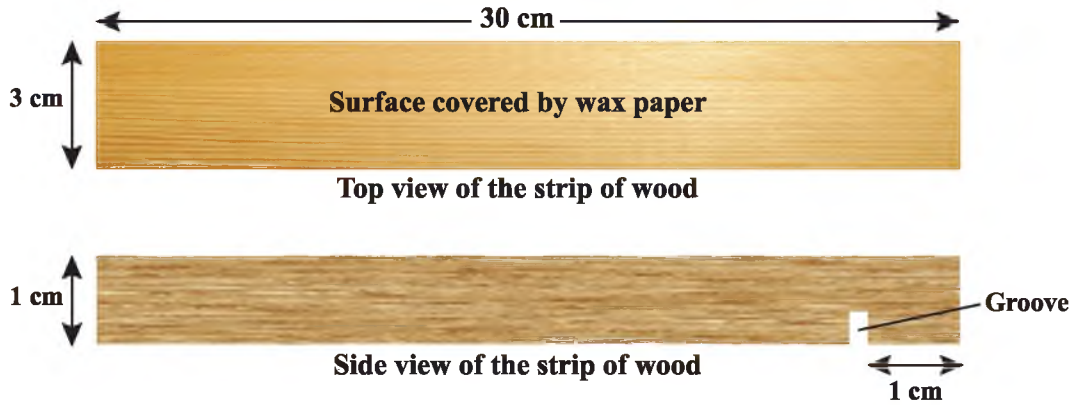 30 cm
3 cm
Surface covered by wax paper
Top view of the strip of wood
1 cm
Groove
Side view of the strip of wood
1 cm